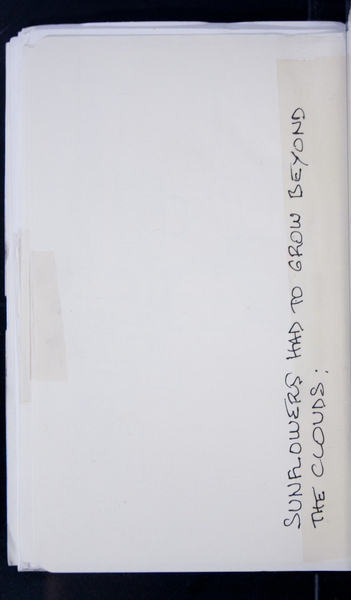 SUNFLOWERS HAD TO GROW BEYOND
THE CLOUDS: